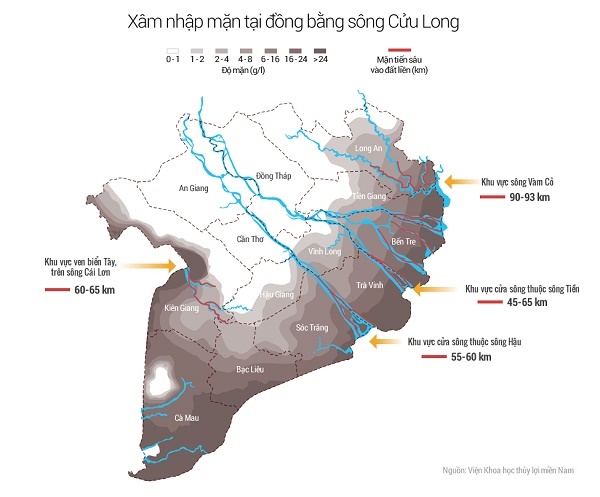 Xâm nhập mặn tại đồng bằng sông Cửu Long
0-1 1-2 2-4 4-8 6-16 16-24 >24
Độ mặn (g/l)
Mặn tiến sâu
vào đất liền (km)
Long An
An Giang
Đồng Tháp
Tiền Giang
Khu vực sông Vàm Cỏ
90-93 km
Cần Thơ
Vĩnh Long
Bến Tre
Khu vực ven biển Tây,
trên sông Cái Lớn
60-65 km
Trà Vinh
Khu vực cửa sông thuộc sông Tiền
45-65 km
Hậu Giang
Kiên Giang
Sóc Trăng
Khu vực cửa sông thuộc sông Hậu
55-60 km
Bạc Liêu
Cà Mau
Nguồn: Viện Khoa học thủy lợi miền Nam